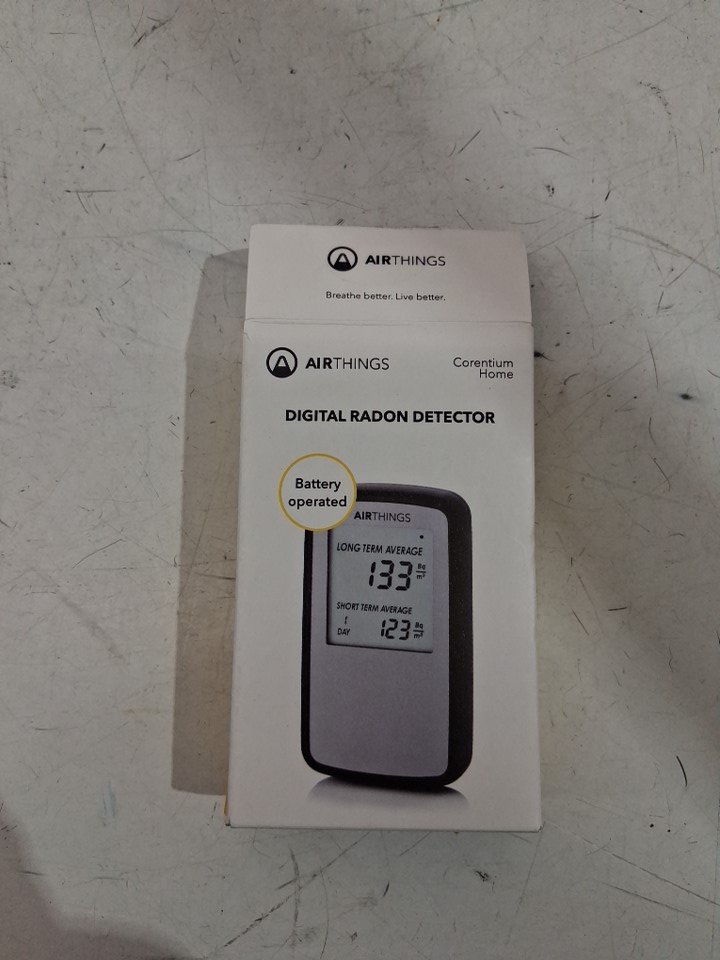 AIRTHINGS
Breathe better. Live better.
AIRTHINGS
Corentium
Home
DIGITAL RADON DETECTOR
Battery
operated
AIRTHINGS
LONG TERM AVERAGE
133 Bq/m³
SHORT TERM AVERAGE
1
DAY
123 Bq/m³